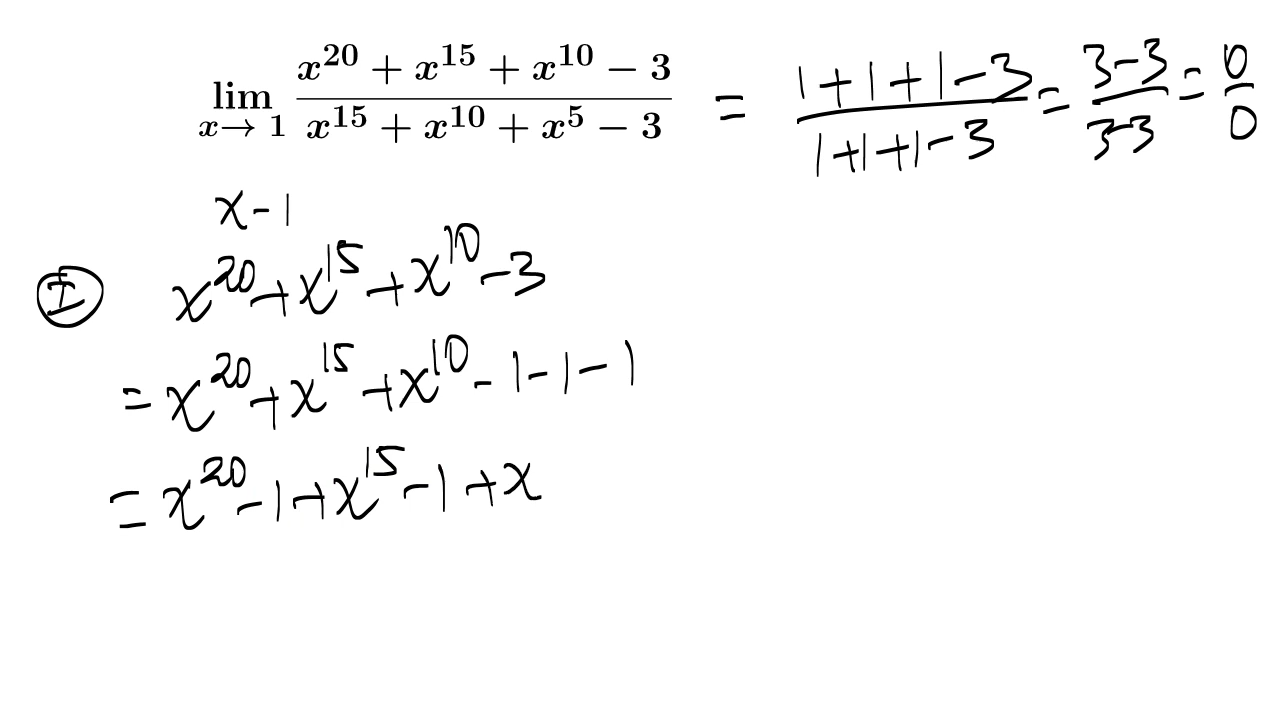 lim x→1 (x^20 + x^15 + x^10 − 3)/(x^15 + x^10 + x^5 − 3) = (1+1+1−3)/(1+1+1−3) = (3−3)/(3−3) = 0/0
x−1
Ⓘ x^20 + x^15 + x^10 − 3
= x^20 + x^15 + x^10 − 1 − 1 − 1
= x^20 − 1 + x^15 − 1 + x